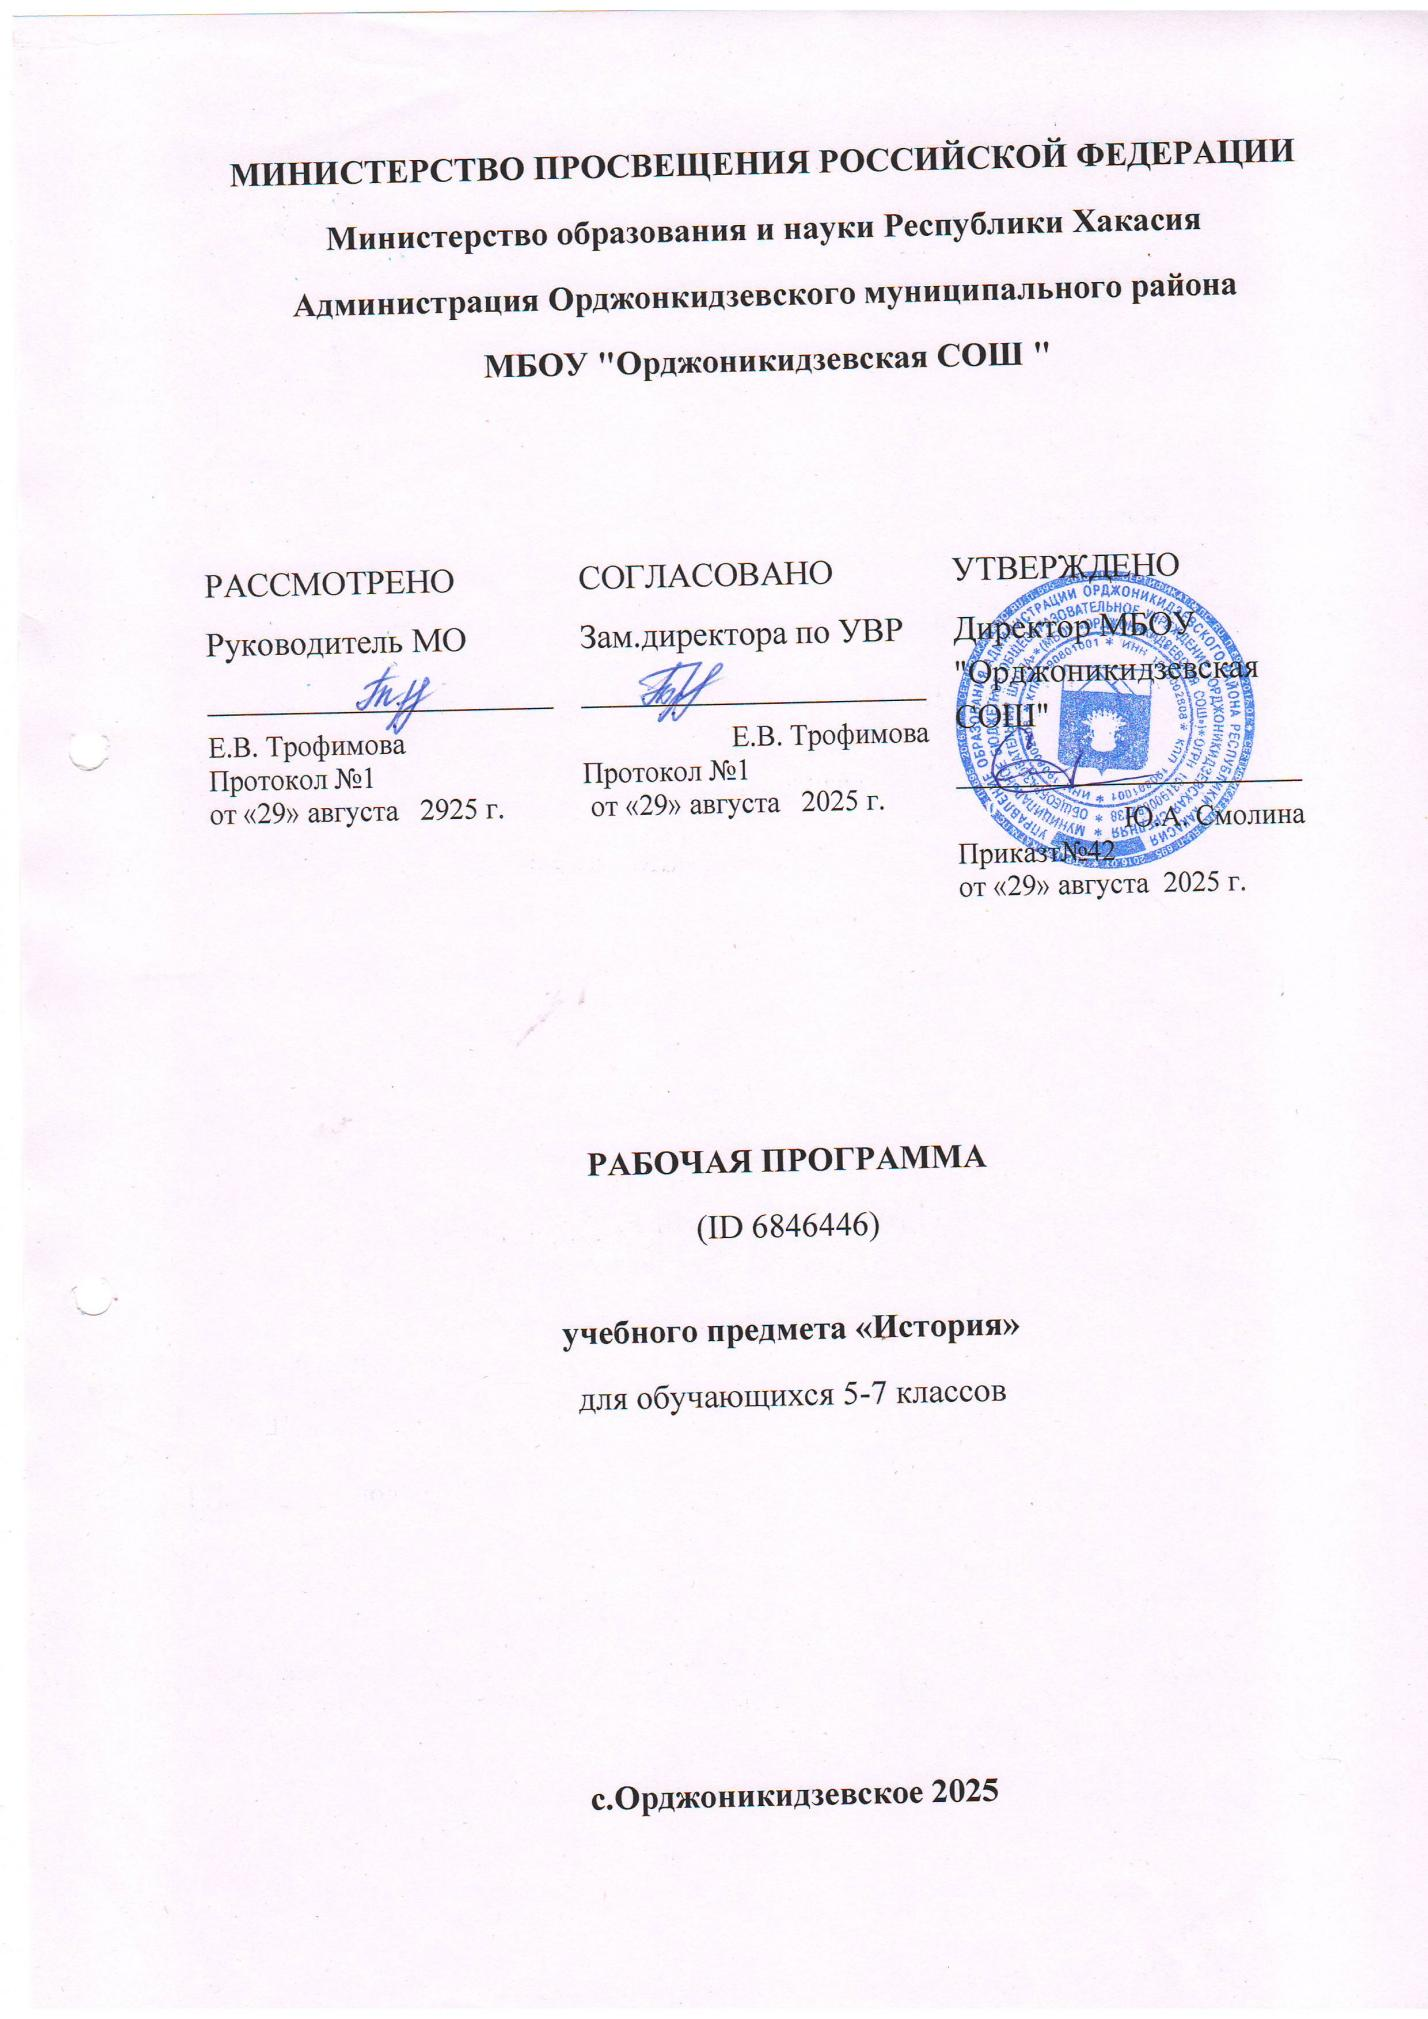 МИНИСТЕРСТВО ПРОСВЕЩЕНИЯ РОССИЙСКОЙ ФЕДЕРАЦИИ
Министерство образования и науки Республики Хакасия
Администрация Орджонкидзевского муниципального района
МБОУ "Орджоникидзевская СОШ "
РАССМОТРЕНО
Руководитель МО
Е.В. Трофимова
Протокол №1
от «29» августа 2925 г.
СОГЛАСОВАНО
Зам.директора по УВР
Е.В. Трофимова
Протокол №1
от «29» августа 2025 г.
УТВЕРЖДЕНО
Директор МБОУ
"Орджоникидзевская
СОШ"
Ю.А. Смолина
Приказт№42
от «29» августа 2025 г.
РАБОЧАЯ ПРОГРАММА
(ID 6846446)
учебного предмета «История»
для обучающихся 5-7 классов
с.Орджоникидзевское 2025